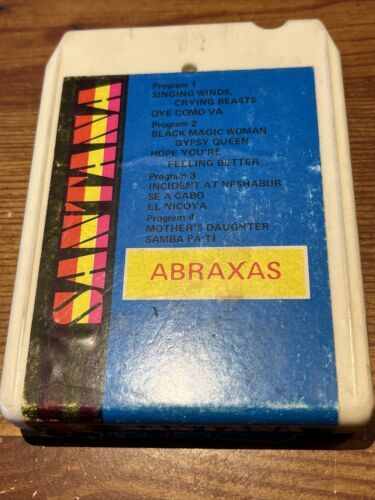 SANTANA
Program 1
SINGING WINDS,
CRYING BEASTS
OYE COMO VA
Program 2
BLACK MAGIC WOMAN
GYPSY QUEEN
HOPE YOU'RE
FEELING BETTER
Program 3
INCIDENT AT NESHABUR
SE A CABO
EL NICOYA
Program 4
MOTHER'S DAUGHTER
SAMBA PA TI
ABRAXAS
SANTANA